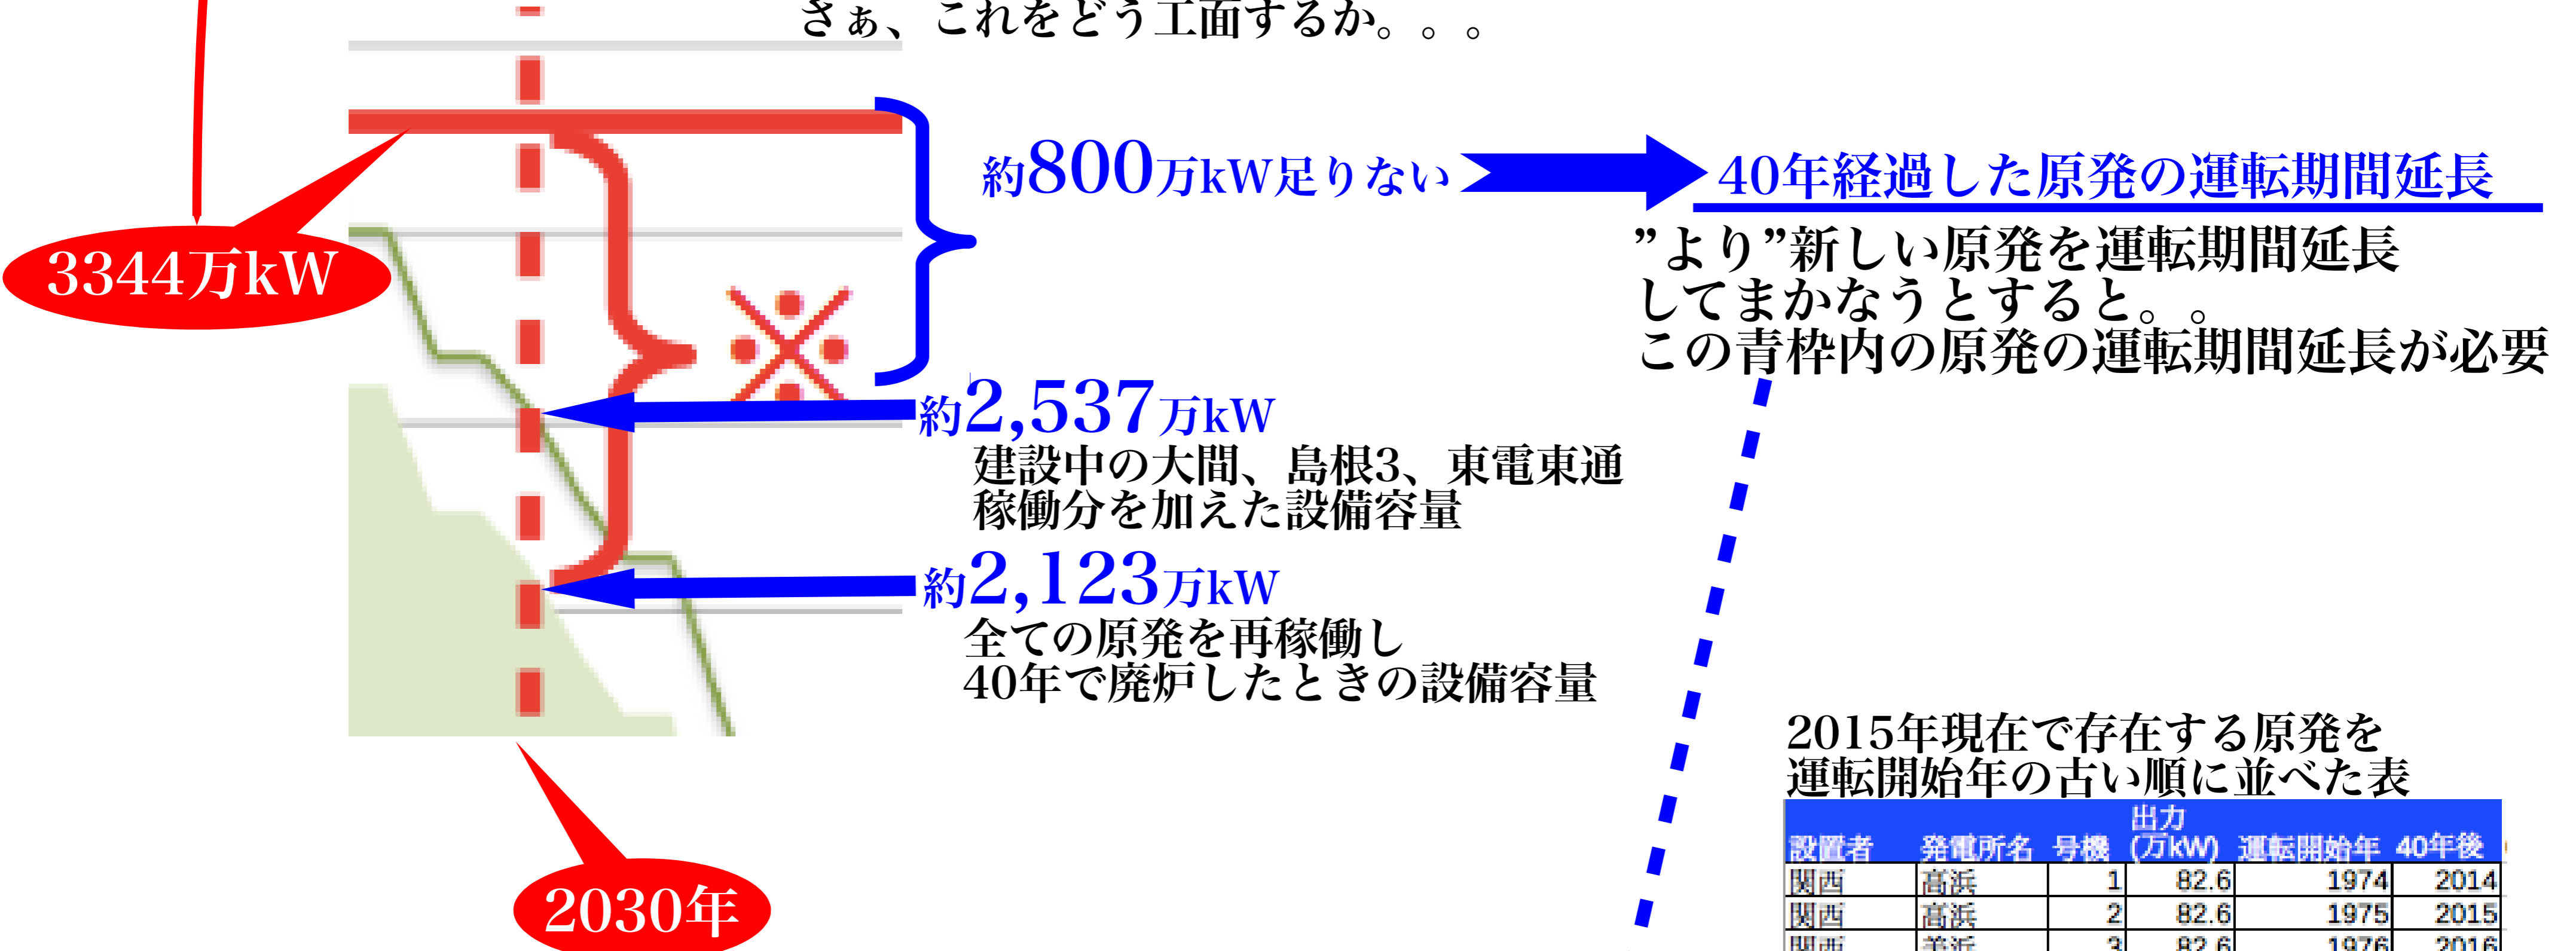 さぁ、これをどう工面するか。。。
約800万kW足りない
40年経過した原発の運転期間延長
”より”新しい原発を運転期間延長
してまかなうとすると。。
この青枠内の原発の運転期間延長が必要
3344万kW
※
約2,537万kW
建設中の大間、島根3、東電東通
稼働分を加えた設備容量
約2,123万kW
全ての原発を再稼働し
40年で廃炉したときの設備容量
2030年
2015年現在で存在する原発を
運転開始年の古い順に並べた表
設置者 発電所名 号機 出力(万kW) 運転開始年 40年後
関西 高浜 1 82.6 1974 2014
関西 高浜 2 82.6 1975 2015
関西 美浜 3 82.6 1976 2016